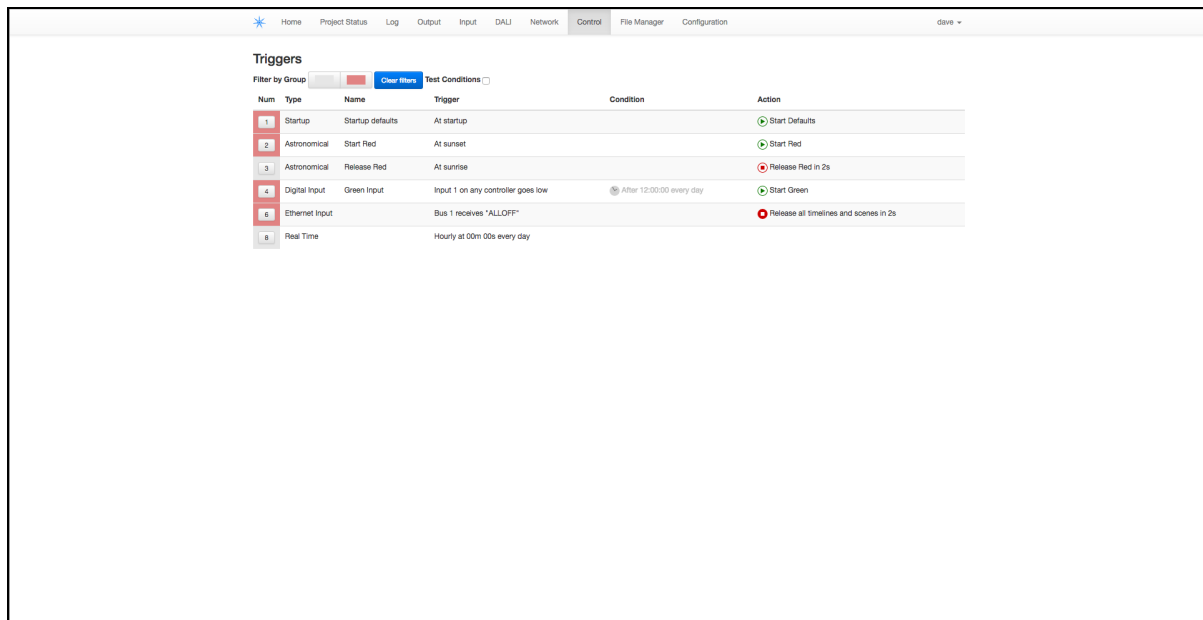 Home Project Status Log Output Input DALI Network Control File Manager Configuration dave
Triggers
Filter by Group Clear filters Test Conditions
Num Type Name Trigger Condition Action
1 Startup Startup defaults At startup Start Defaults
2 Astronomical Start Red At sunset Start Red
3 Astronomical Release Red At sunrise Release Red in 2s
4 Digital Input Green Input Input 1 on any controller goes low After 12:00:00 every day Start Green
6 Ethernet Input Bus 1 receives "ALLOFF" Release all timelines and scenes in 2s
8 Real Time Hourly at 00m 00s every day